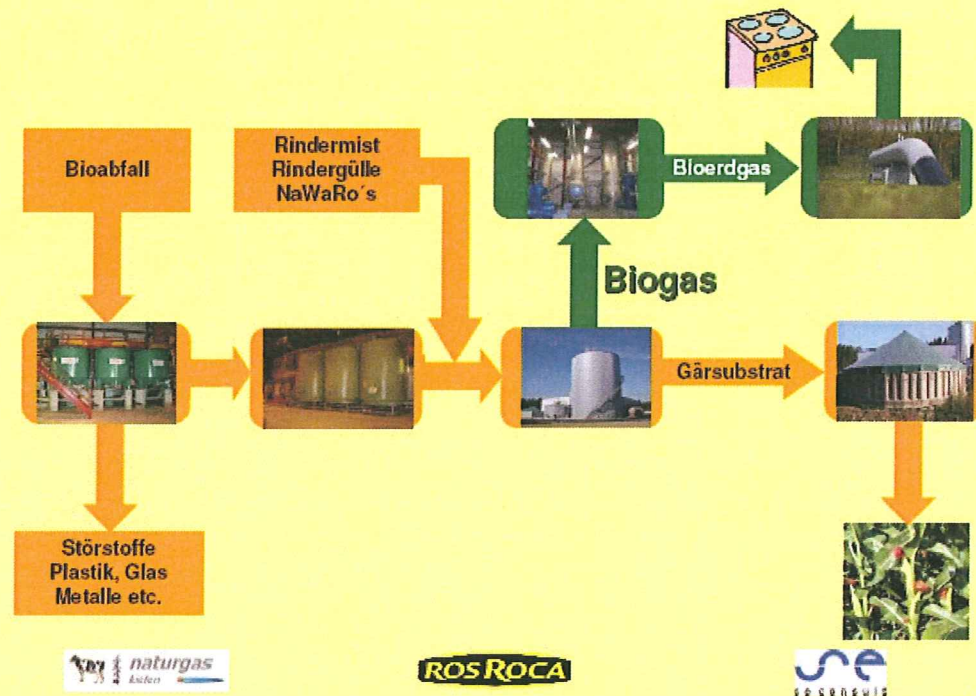 Bioabfall
Rindermist
Rindergülle
NaWaRo´s
Bioerdgas
Biogas
Gärsubstrat
Störstoffe
Plastik, Glas
Metalle etc.
naturgas
ROS ROCA